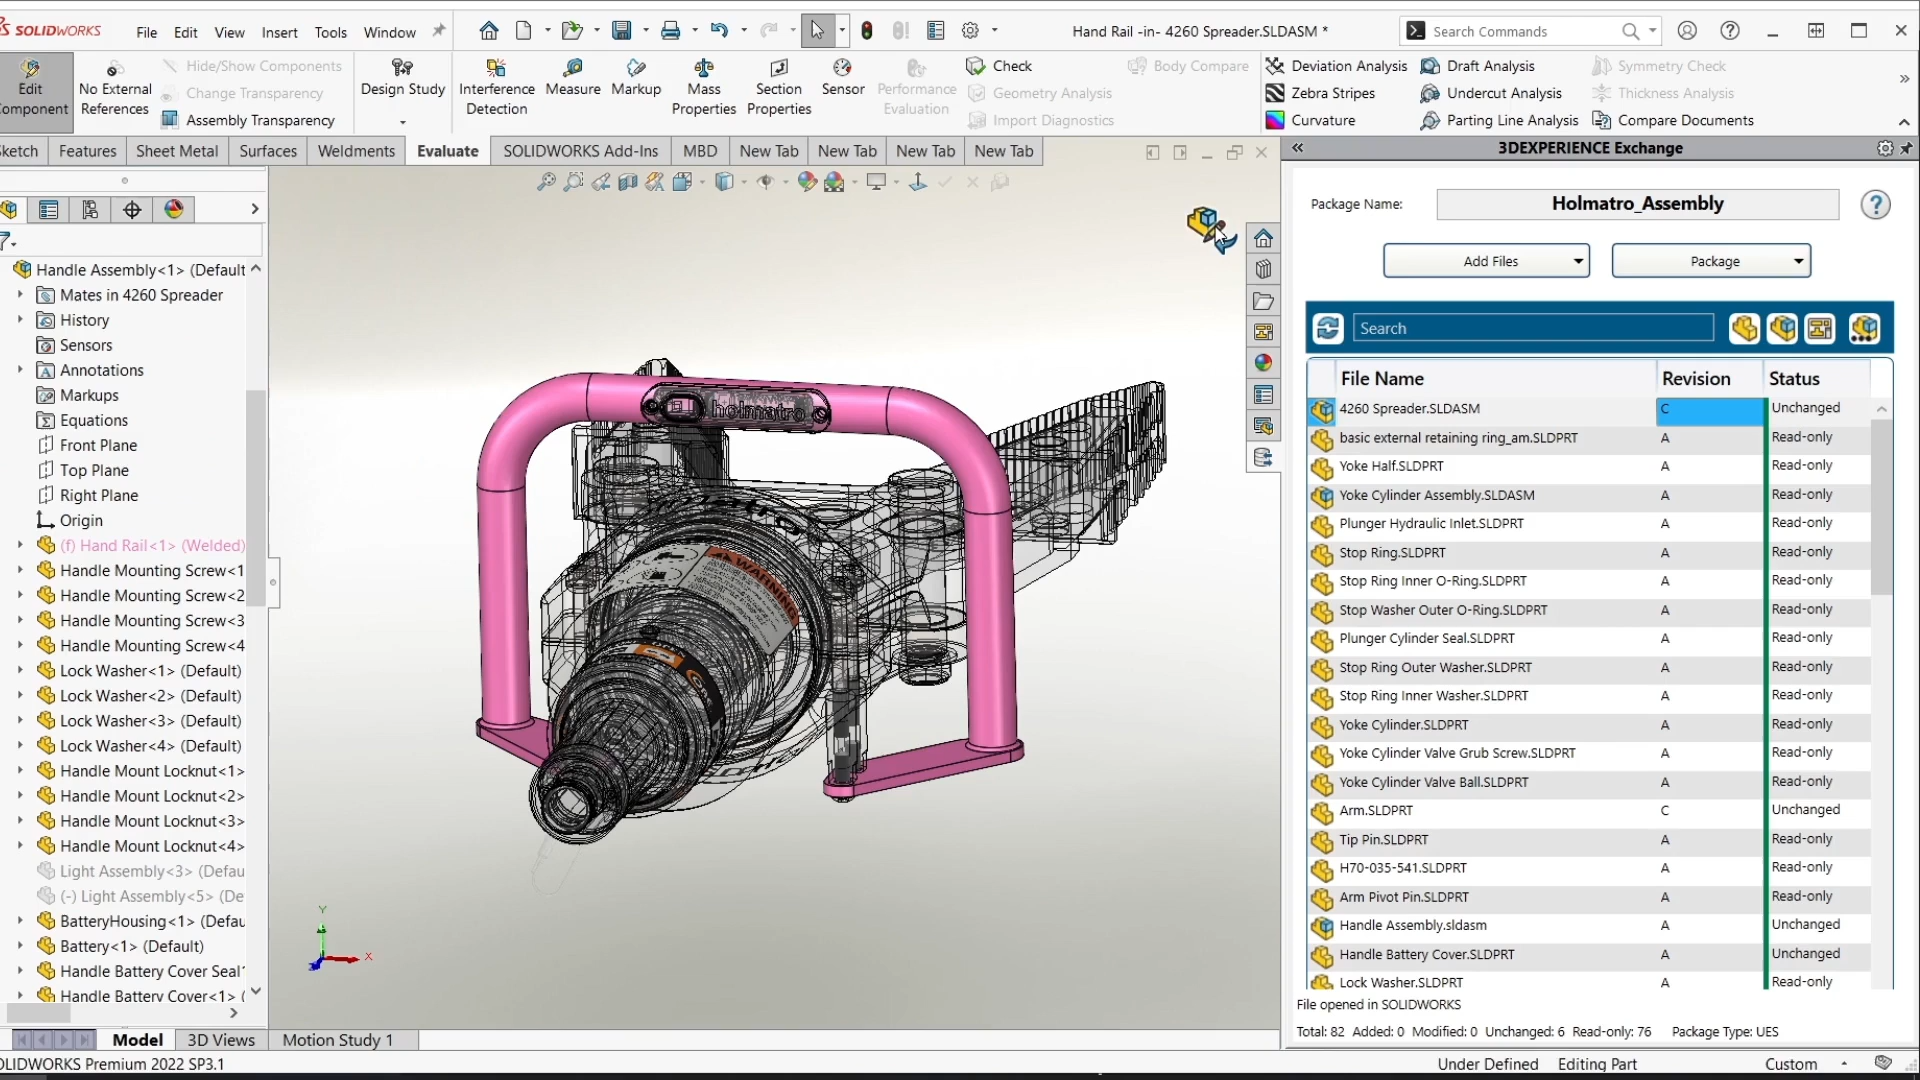 SOLIDWORKS
File Edit View Insert Tools Window
Hand Rail -in- 4260 Spreader.SLDASM *
Search Commands
Edit Component
No External References
Hide/Show Components
Change Transparency
Assembly Transparency
Design Study
Interference Detection
Measure
Markup
Mass Properties
Section Properties
Sensor
Performance Evaluation
Check
Geometry Analysis
Import Diagnostics
Body Compare
Deviation Analysis
Zebra Stripes
Curvature
Draft Analysis
Undercut Analysis
Parting Line Analysis
Symmetry Check
Thickness Analysis
Compare Documents
ketch Features Sheet Metal Surfaces Weldments Evaluate SOLIDWORKS Add-Ins MBD New Tab New Tab New Tab New Tab
Handle Assembly<1> (Default
Mates in 4260 Spreader
History
Sensors
Annotations
Markups
Equations
Front Plane
Top Plane
Right Plane
Origin
(f) Hand Rail<1> (Welded)
Handle Mounting Screw<1
Handle Mounting Screw<2
Handle Mounting Screw<3
Handle Mounting Screw<4
Lock Washer<1> (Default)
Lock Washer<2> (Default)
Lock Washer<3> (Default)
Lock Washer<4> (Default)
Handle Mount Locknut<1>
Handle Mount Locknut<2>
Handle Mount Locknut<3>
Handle Mount Locknut<4>
Light Assembly<3> (Defau
(-) Light Assembly<5> (De
BatteryHousing<1> (Defau
Battery<1> (Default)
Handle Battery Cover Seal
Handle Battery Cover<1> (
holmatro
WARNING
Y
X
3DEXPERIENCE Exchange
Package Name: Holmatro_Assembly
Add Files Package
Search
File Name Revision Status
4260 Spreader.SLDASM C Unchanged
basic external retaining ring_am.SLDPRT A Read-only
Yoke Half.SLDPRT A Read-only
Yoke Cylinder Assembly.SLDASM A Read-only
Plunger Hydraulic Inlet.SLDPRT A Read-only
Stop Ring.SLDPRT A Read-only
Stop Ring Inner O-Ring.SLDPRT A Read-only
Stop Washer Outer O-Ring.SLDPRT A Read-only
Plunger Cylinder Seal.SLDPRT A Read-only
Stop Ring Outer Washer.SLDPRT A Read-only
Stop Ring Inner Washer.SLDPRT A Read-only
Yoke Cylinder.SLDPRT A Read-only
Yoke Cylinder Valve Grub Screw.SLDPRT A Read-only
Yoke Cylinder Valve Ball.SLDPRT A Read-only
Arm.SLDPRT C Unchanged
Tip Pin.SLDPRT A Read-only
H70-035-541.SLDPRT A Read-only
Arm Pivot Pin.SLDPRT A Read-only
Handle Assembly.sldasm A Unchanged
Handle Battery Cover.SLDPRT A Unchanged
Lock Washer.SLDPRT A Read-only
File opened in SOLIDWORKS
Total: 82 Added: 0 Modified: 0 Unchanged: 6 Read-only: 76 Package Type: UES
Model 3D Views Motion Study 1
OLIDWORKS Premium 2022 SP3.1
Under Defined Editing Part Custom